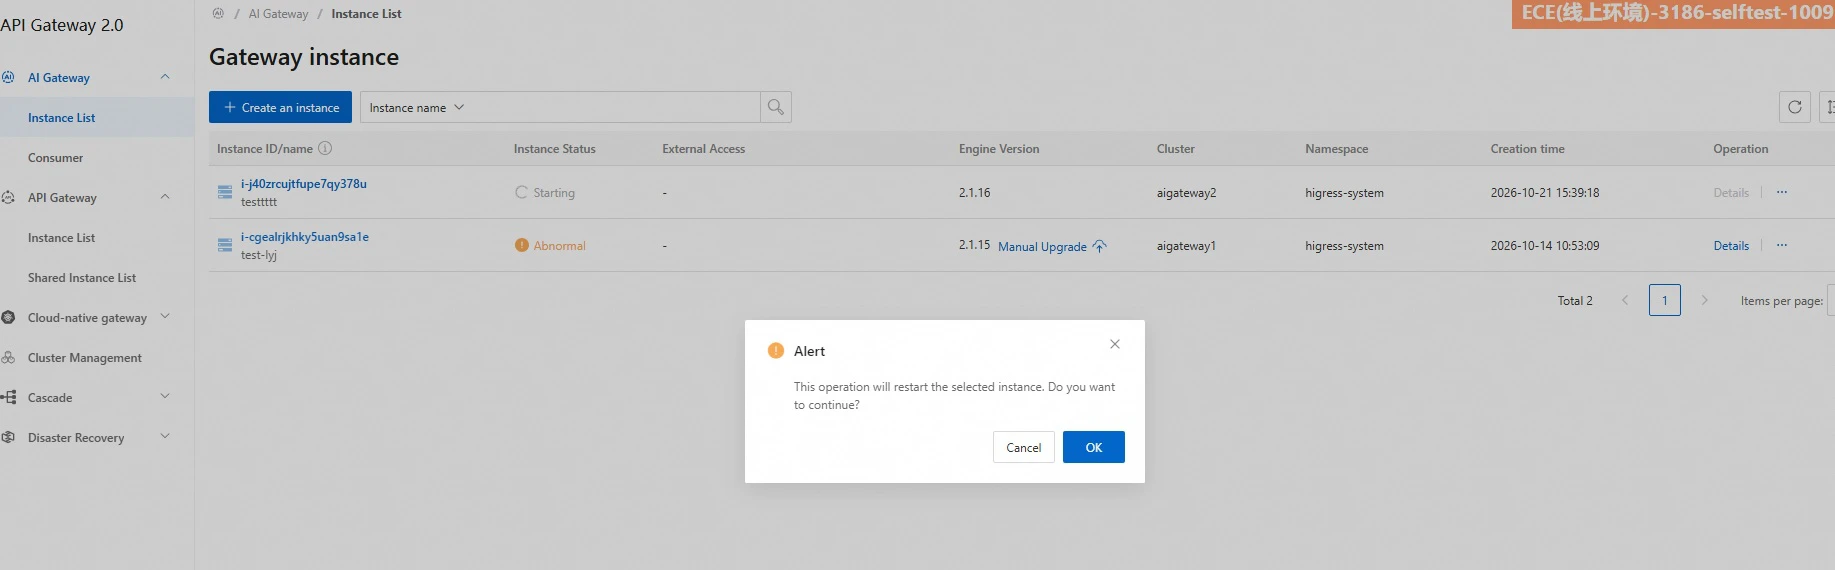 API Gateway 2.0
AI Gateway
Instance List
Consumer
API Gateway
Instance List
Shared Instance List
Cloud-native gateway
Cluster Management
Cascade
Disaster Recovery
/ AI Gateway / Instance List
ECE(线上环境)-3186-selftest-1009
Gateway instance
+ Create an instance
Instance name
Instance ID/name Instance Status External Access Engine Version Cluster Namespace Creation time Operation
i-j40zrcujtfupe7qy378u
testtttt
Starting - 2.1.16 aigateway2 higress-system 2026-10-21 15:39:18 Details ···
i-cgealrjkhky5uan9sa1e
test-lyj
Abnormal - 2.1.15 Manual Upgrade aigateway1 higress-system 2026-10-14 10:53:09 Details ···
Total 2 < 1 > Items per page:
Alert
This operation will restart the selected instance. Do you want
to continue?
Cancel OK